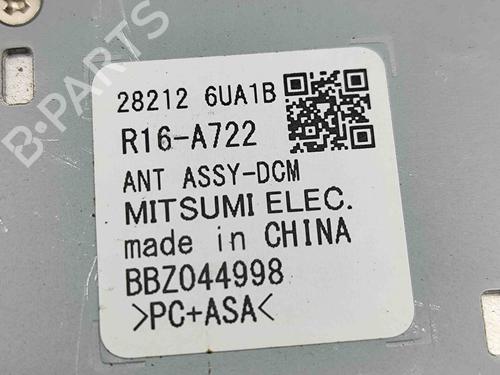 28212 6UA1B
R16-A722
ANT ASSY-DCM
MITSUMI ELEC.
made in CHINA
BBZ044998
>PC+ASA<
B-PARTS